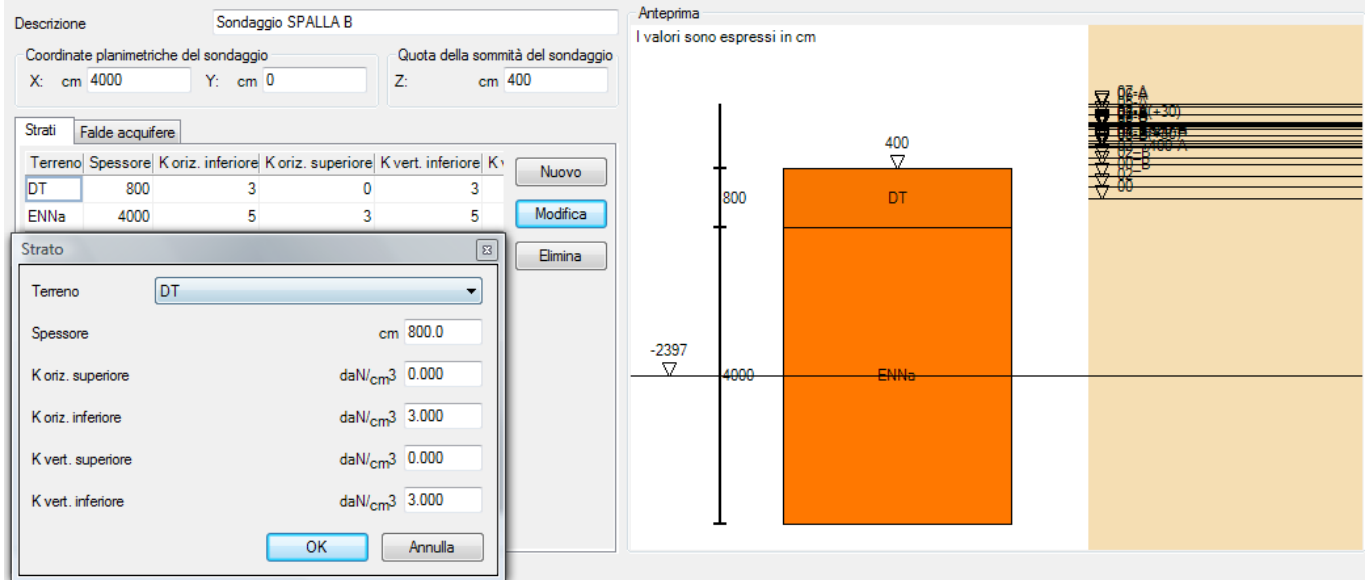 Descrizione Sondaggio SPALLA B
Coordinate planimetriche del sondaggio
X: cm 4000 Y: cm 0
Quota della sommità del sondaggio
Z: cm 400
Strati Falde acquifere
Terreno Spessore K oriz. inferiore K oriz. superiore K vert. inferiore K
DT 800 3 0 3
ENNa 4000 5 3 5
Nuovo
Modifica
Elimina
Strato
Terreno DT
Spessore cm 800.0
K oriz. superiore daN/cm3 0.000
K oriz. inferiore daN/cm3 3.000
K vert. superiore daN/cm3 0.000
K vert. inferiore daN/cm3 3.000
OK Annulla
Anteprima
I valori sono espressi in cm
400
800 DT
-2397
4000 ENNa
02
00